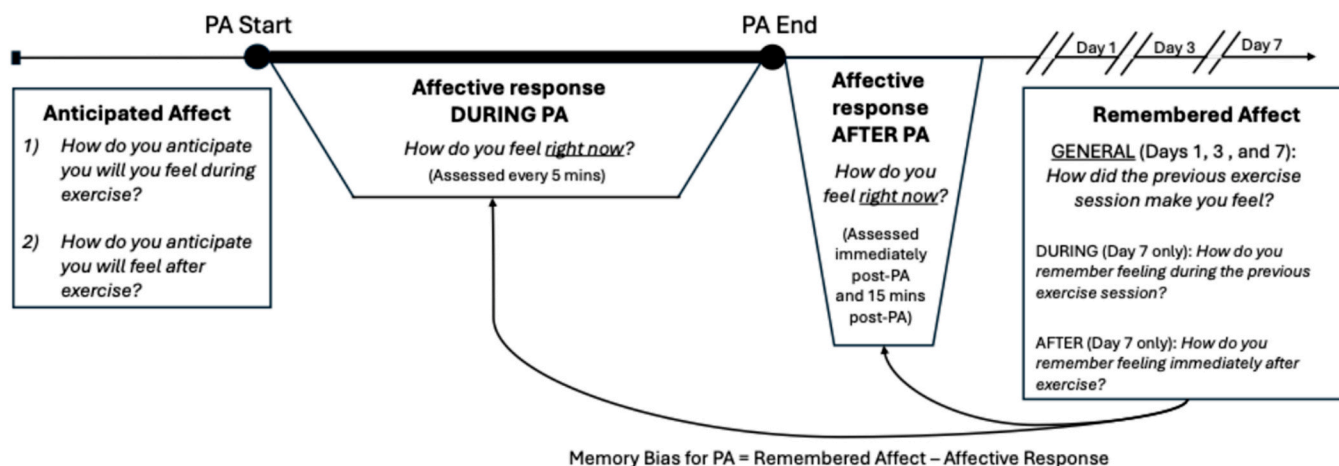 PA Start
PA End
Day 1
Day 3
Day 7
Anticipated Affect
1) How do you anticipate
you will you feel during
exercise?
2) How do you anticipate
you will feel after
exercise?
Affective response
DURING PA
How do you feel right now?
(Assessed every 5 mins)
Affective
response
AFTER PA
How do you
feel right now?
(Assessed
immediately
post-PA
and 15 mins
post-PA)
Remembered Affect
GENERAL (Days 1, 3 , and 7):
How did the previous exercise
session make you feel?
DURING (Day 7 only): How do you
remember feeling during the previous
exercise session?
AFTER (Day 7 only): How do you
remember feeling immediately after
exercise?
Memory Bias for PA = Remembered Affect – Affective Response